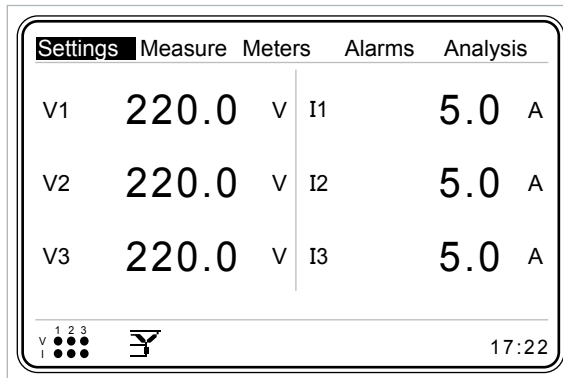 Settings Measure Meters Alarms Analysis
V1 220.0 V I1 5.0 A
V2 220.0 V I2 5.0 A
V3 220.0 V I3 5.0 A
1 2 3
V
I 17:22